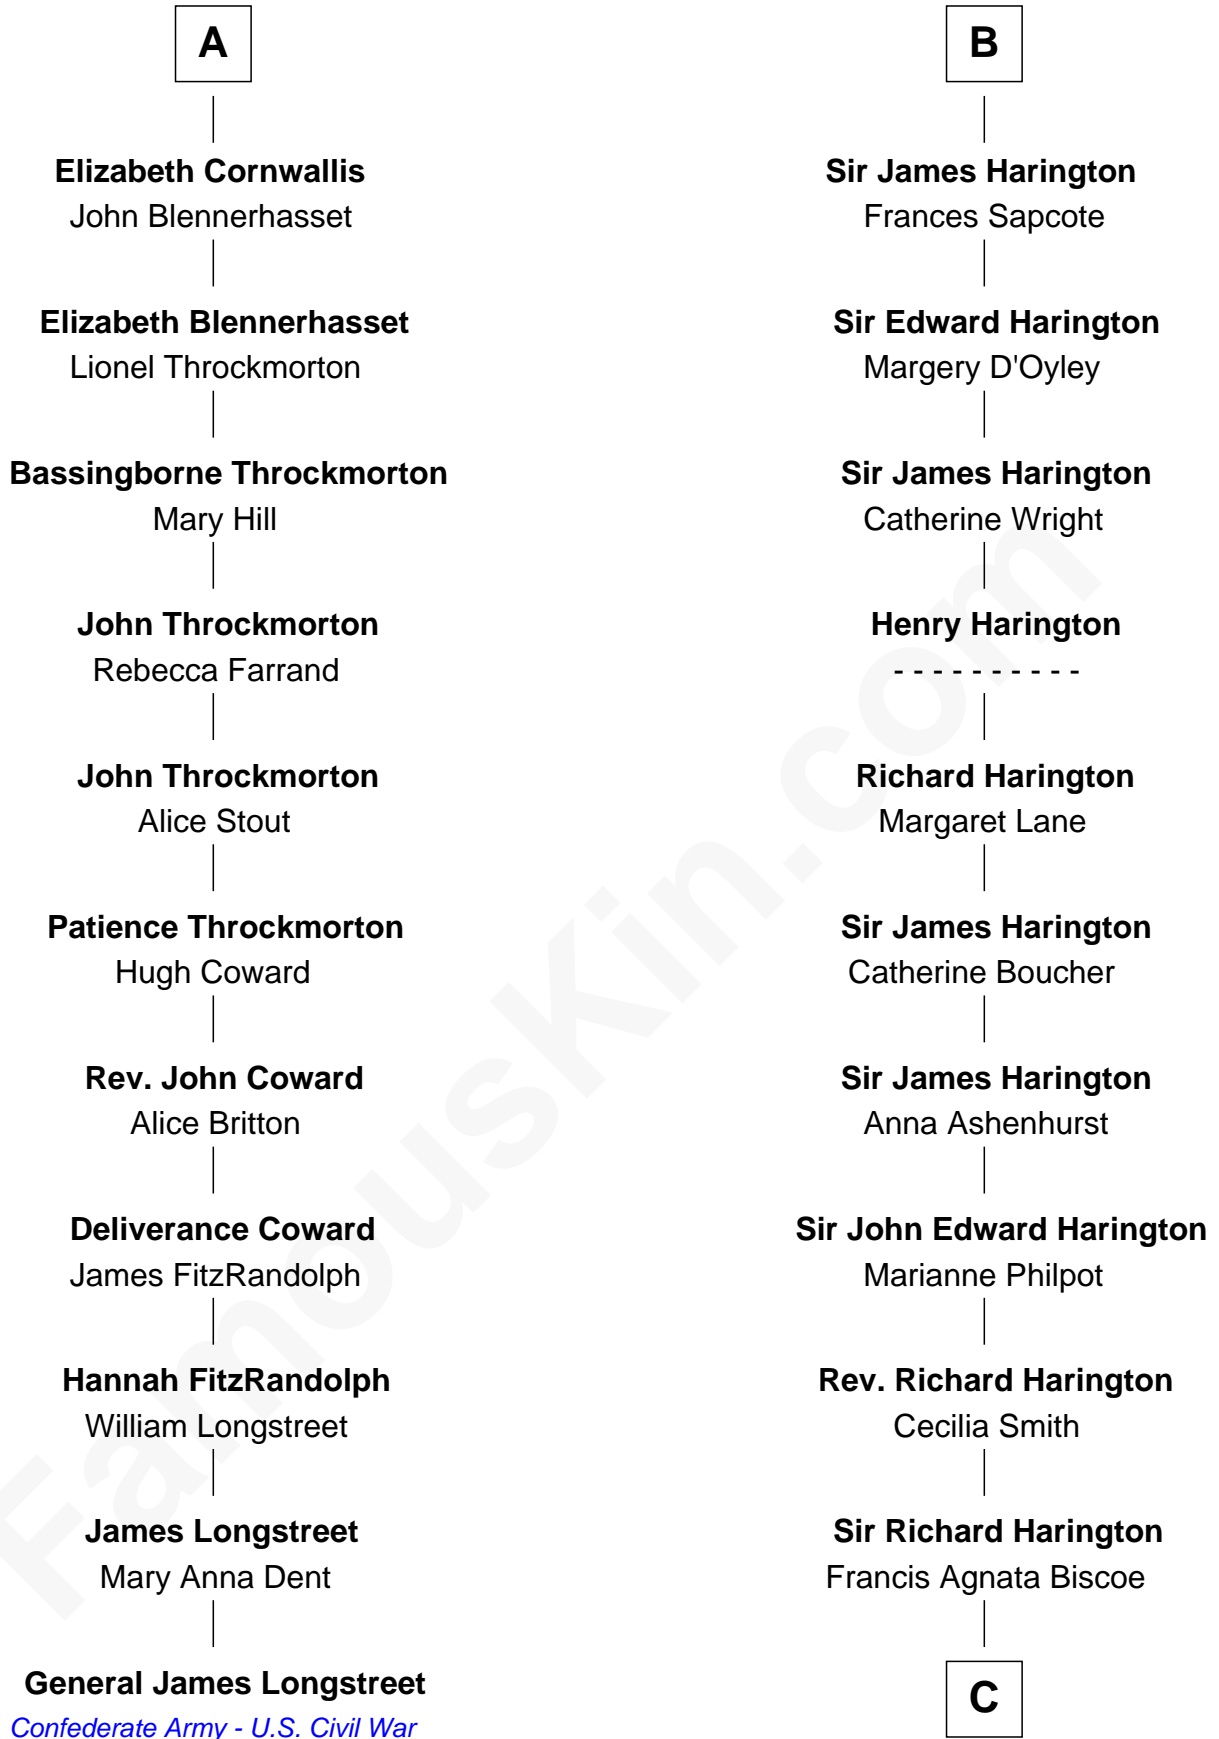 A
Elizabeth Cornwallis
John Blennerhasset
Elizabeth Blennerhasset
Lionel Throckmorton
Bassingborne Throckmorton
Mary Hill
John Throckmorton
Rebecca Farrand
John Throckmorton
Alice Stout
Patience Throckmorton
Hugh Coward
Rev. John Coward
Alice Britton
Deliverance Coward
James FitzRandolph
Hannah FitzRandolph
William Longstreet
James Longstreet
Mary Anna Dent
General James Longstreet
Confederate Army - U.S. Civil War
B
Sir James Harington
Frances Sapcote
Sir Edward Harington
Margery D'Oyley
Sir James Harington
Catherine Wright
Henry Harington
- - - - - - - - - -
Richard Harington
Margaret Lane
Sir James Harington
Catherine Boucher
Sir James Harington
Anna Ashenhurst
Sir John Edward Harington
Marianne Philpot
Rev. Richard Harington
Cecilia Smith
Sir Richard Harington
Francis Agnata Biscoe
C
FamousKin.com